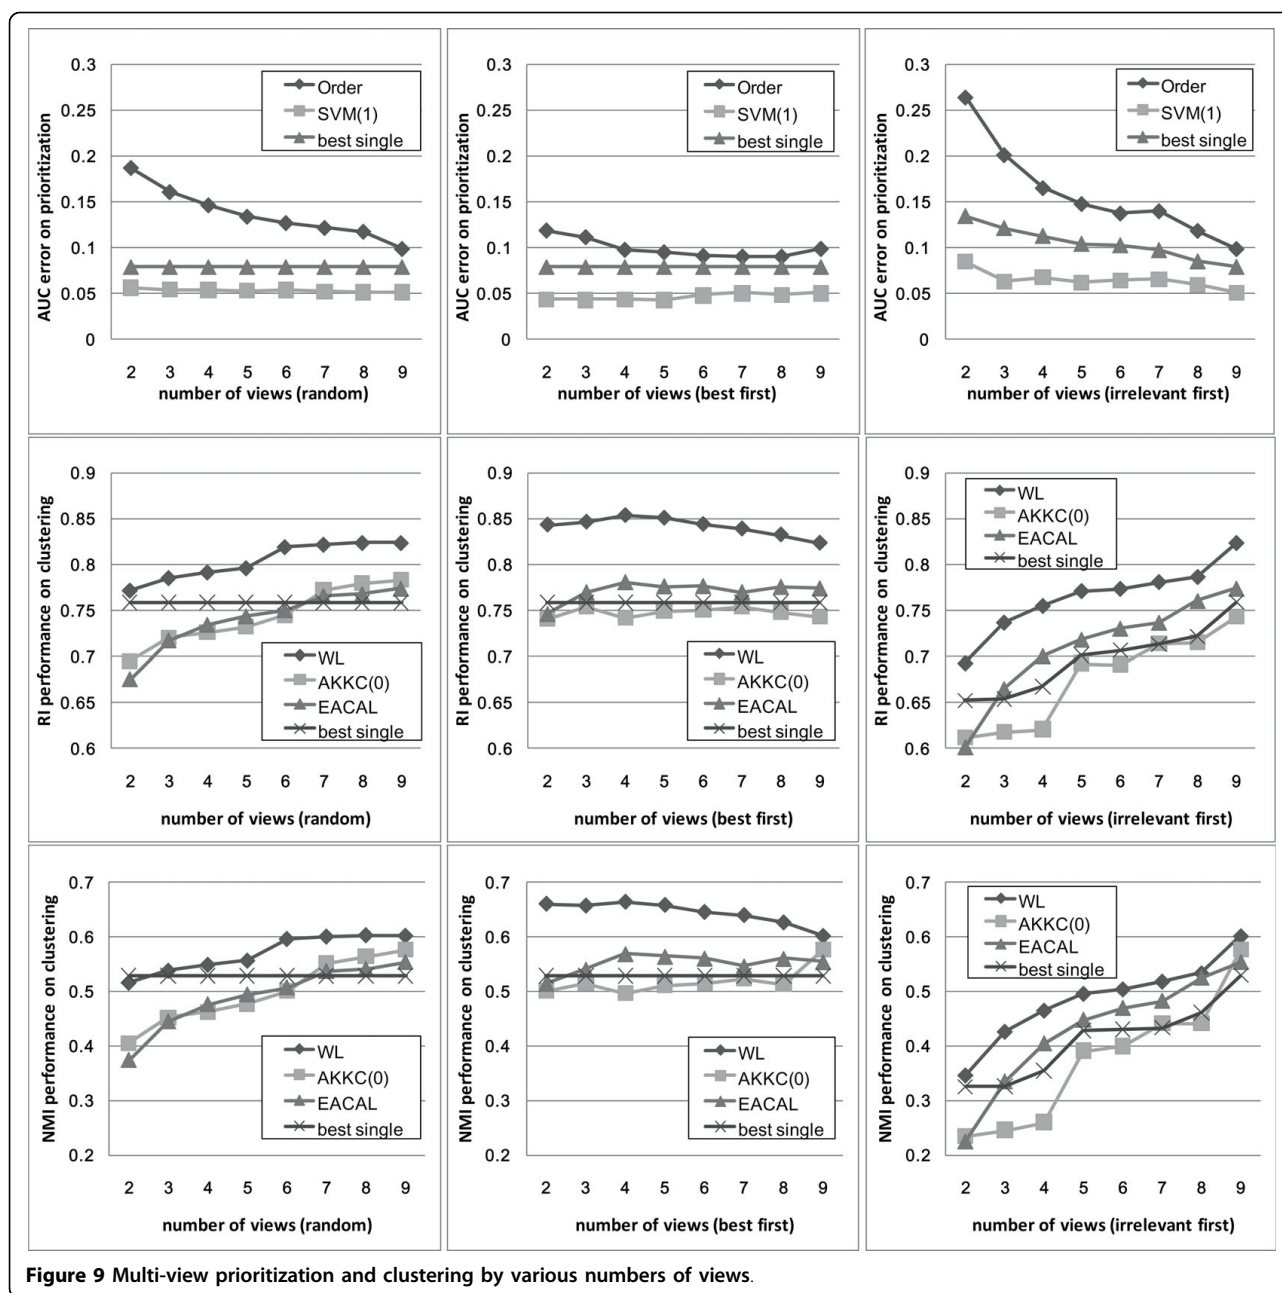 0.3
0.25
0.2
0.15
0.1
0.05
0
AUC error on prioritization
Order
SVM(1)
best single
2 3 4 5 6 7 8 9
number of views (random)
0.3
0.25
0.2
0.15
0.1
0.05
0
AUC error on prioritization
Order
SVM(1)
best single
2 3 4 5 6 7 8 9
number of views (best first)
0.3
0.25
0.2
0.15
0.1
0.05
0
AUC error on prioritization
Order
SVM(1)
best single
2 3 4 5 6 7 8 9
number of views (irrelevant first)
0.9
0.85
0.8
0.75
0.7
0.65
0.6
RI performance on clustering
WL
AKKC(0)
EACAL
best single
2 3 4 5 6 7 8 9
number of views (random)
0.9
0.85
0.8
0.75
0.7
0.65
0.6
RI performance on clustering
WL
AKKC(0)
EACAL
best single
2 3 4 5 6 7 8 9
number of views (best first)
0.9
0.85
0.8
0.75
0.7
0.65
0.6
RI performance on clustering
WL
AKKC(0)
EACAL
best single
2 3 4 5 6 7 8 9
number of views (irrelevant first)
0.7
0.6
0.5
0.4
0.3
0.2
NMI performance on clustering
WL
AKKC(0)
EACAL
best single
2 3 4 5 6 7 8 9
number of views (random)
0.7
0.6
0.5
0.4
0.3
0.2
NMI performance on clustering
WL
AKKC(0)
EACAL
best single
2 3 4 5 6 7 8 9
number of views (best first)
0.7
0.6
0.5
0.4
0.3
0.2
NMI performance on clustering
WL
AKKC(0)
EACAL
best single
2 3 4 5 6 7 8 9
number of views (irrelevant first)
Figure 9 Multi-view prioritization and clustering by various numbers of views.